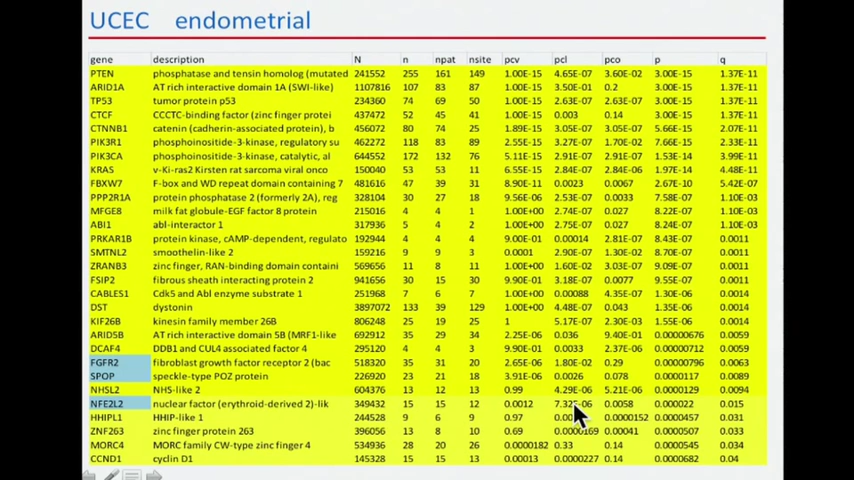 UCEC endometrial
gene description N n npat nsite pcv pcl pco p q
PTEN phosphatase and tensin homolog (mutated 241552 255 161 149 1.00E-15 4.65E-07 3.60E-02 3.00E-15 1.37E-11
ARID1A AT rich interactive domain 1A (SWI-like) 1107816 107 83 87 1.00E-15 3.50E-01 0.2 3.00E-15 1.37E-11
TP53 tumor protein p53 234360 74 69 50 1.00E-15 2.63E-07 2.63E-07 3.00E-15 1.37E-11
CTCF CCCTC-binding factor (zinc finger protei 437472 52 45 41 1.00E-15 0.003 0.14 3.00E-15 1.37E-11
CTNNB1 catenin (cadherin-associated protein), b 456072 80 74 25 1.89E-15 3.05E-07 3.05E-07 5.66E-15 2.07E-11
PIK3R1 phosphoinositide-3-kinase, regulatory su 462272 118 83 89 2.55E-15 3.27E-07 1.70E-02 7.66E-15 2.33E-11
PIK3CA phosphoinositide-3-kinase, catalytic, al 644552 172 132 76 5.11E-15 2.91E-07 2.91E-07 1.53E-14 3.99E-11
KRAS v-Ki-ras2 Kirsten rat sarcoma viral onco 150040 53 53 11 6.55E-15 2.84E-07 2.84E-06 1.97E-14 4.48E-11
FBXW7 F-box and WD repeat domain containing 7 481616 47 39 31 8.90E-11 0.0023 0.0067 2.67E-10 5.42E-07
PPP2R1A protein phosphatase 2 (formerly 2A), reg 328104 30 27 18 9.56E-06 2.53E-07 0.0033 7.58E-07 1.10E-03
MFGE8 milk fat globule-EGF factor 8 protein 215016 4 4 1 1.00E+00 2.74E-07 0.027 8.22E-07 1.10E-03
ABI1 abl-interactor 1 317936 5 4 2 1.00E+00 2.75E-07 0.027 8.24E-07 1.10E-03
PRKAR1B protein kinase, cAMP-dependent, regulato 192944 4 4 4 9.00E-01 0.00014 2.81E-07 8.43E-07 0.0011
SMTNL2 smoothelin-like 2 159216 9 9 3 0.0001 2.90E-07 1.30E-02 8.70E-07 0.0011
ZRANB3 zinc finger, RAN-binding domain containi 569656 11 8 11 1.00E+00 1.60E-02 3.03E-07 9.09E-07 0.0011
FSIP2 fibrous sheath interacting protein 2 941656 30 15 30 9.90E-01 3.18E-07 0.0077 9.55E-07 0.0011
CABLES1 Cdk5 and Abl enzyme substrate 1 251968 7 6 7 1.00E+00 0.00088 4.35E-07 1.30E-06 0.0014
DST dystonin 3897072 133 39 129 1.00E+00 4.50E-07 0.043 1.35E-06 0.0014
KIF26B kinesin family member 26B 806248 25 19 25 1 5.17E-07 2.30E-03 1.55E-06 0.0014
ARID5B AT rich interactive domain 5B (MRF1-like) 692912 35 29 34 2.25E-06 0.036 9.40E-01 0.00000676 0.0059
DCAF4 DDB1 and CUL4 associated factor 4 295120 4 4 3 9.90E-01 0.0033 2.37E-06 0.00000712 0.0059
FGFR2 fibroblast growth factor receptor 2 (bac 518320 35 31 20 2.65E-06 1.80E-02 0.29 0.00000796 0.0063
SPOP speckle-type POZ protein 226920 23 21 18 3.91E-06 0.0026 0.078 0.0000117 0.0089
NHSL2 NHS-like 2 604376 13 12 13 0.99 4.29E-06 5.21E-06 0.0000129 0.0094
NFE2L2 nuclear factor (erythroid-derived 2)-lik 349432 15 15 12 0.0012 0.0058 0.000022 0.015
HHIPL1 HHIP-like 1 244528 9 6 9 0.97 0.0000152 0.0000457 0.031
ZNF263 zinc finger protein 263 396056 13 8 10 0.69 0.00041 0.0000507 0.033
MORC4 MORC family CW-type zinc finger 4 534936 28 20 26 0.0000182 0.33 0.14 0.0000545 0.034
CCND1 cyclin D1 145328 15 15 13 0.00013 0.0000227 0.14 0.0000682 0.04